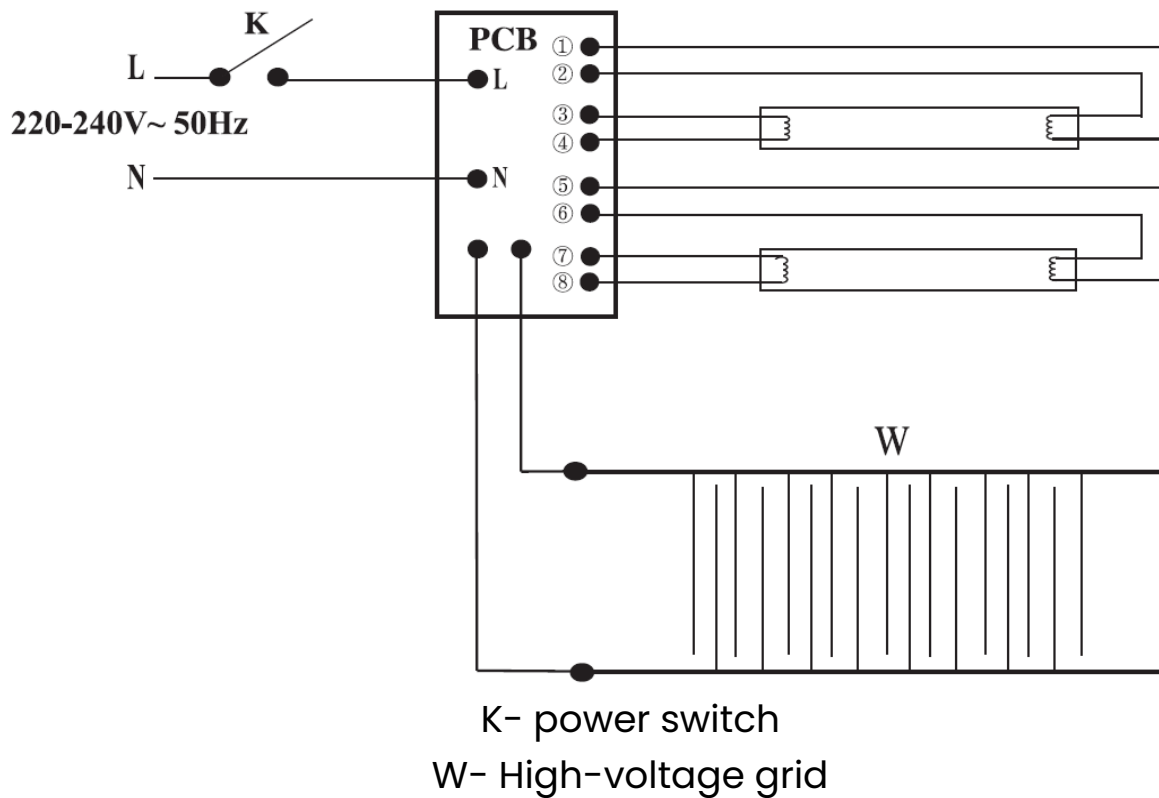 K
PCB
L
L
220-240V~ 50Hz
N
N
①
②
③
④
⑤
⑥
⑦
⑧
W
K- power switch
W- High-voltage grid